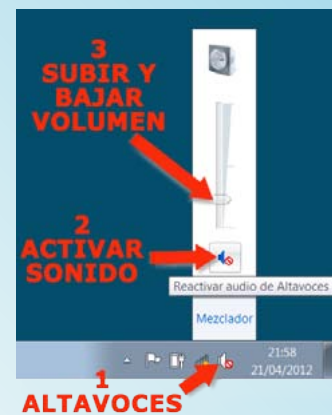 3
SUBIR Y
BAJAR
VOLUMEN
2
ACTIVAR
SONIDO
Reactivar audio de Altavoces
Mezclador
21:58
21/04/2012
1
ALTAVOCES